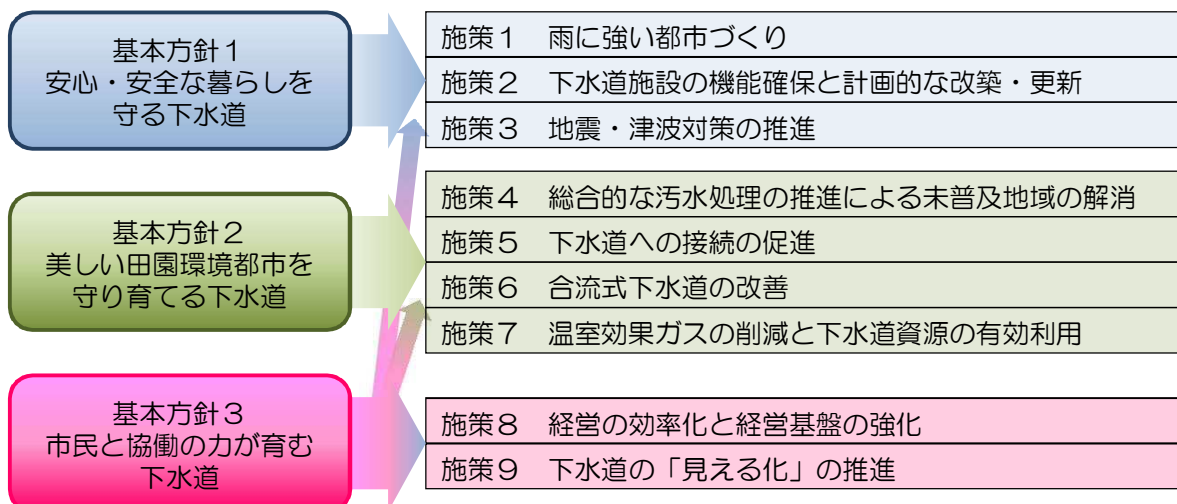 基本方針１
安心・安全な暮らしを
守る下水道
施策１　雨に強い都市づくり
施策２　下水道施設の機能確保と計画的な改築・更新
施策３　地震・津波対策の推進
基本方針２
美しい田園環境都市を
守り育てる下水道
施策４　総合的な汚水処理の推進による未普及地域の解消
施策５　下水道への接続の促進
施策６　合流式下水道の改善
施策７　温室効果ガスの削減と下水道資源の有効利用
基本方針３
市民と協働の力が育む
下水道
施策８　経営の効率化と経営基盤の強化
施策９　下水道の「見える化」の推進